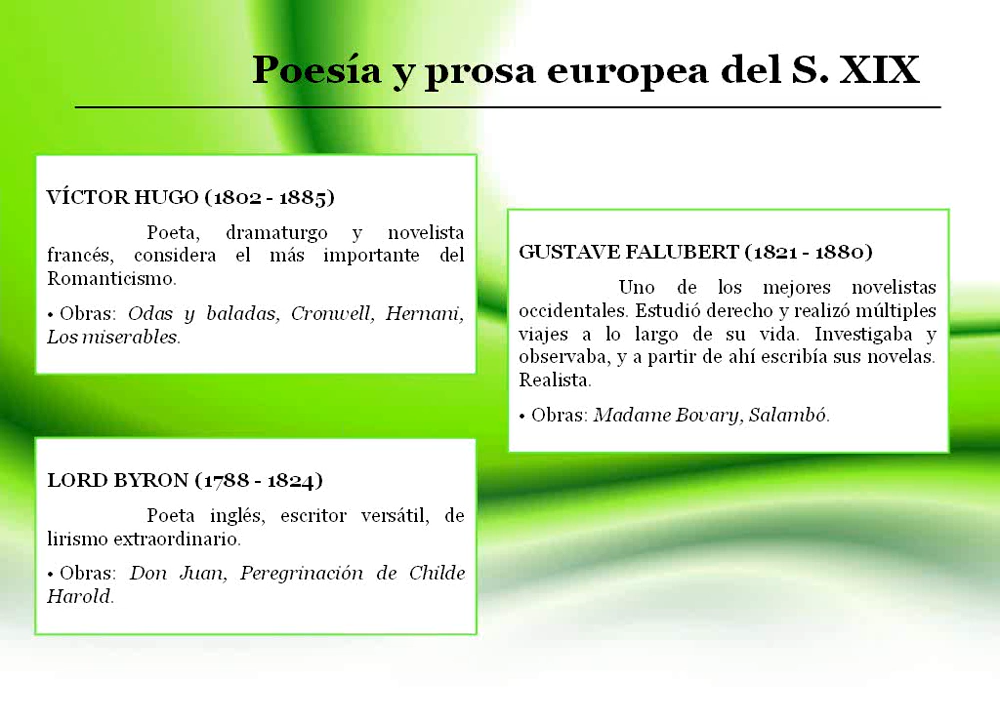 Poesía y prosa europea del S. XIX
VÍCTOR HUGO (1802 - 1885)
Poeta, dramaturgo y novelista
francés, considera el más importante del
Romanticismo.
• Obras: Odas y baladas, Cronwell, Hernani,
Los miserables.
LORD BYRON (1788 - 1824)
Poeta inglés, escritor versátil, de
lirismo extraordinario.
• Obras: Don Juan, Peregrinación de Childe
Harold.
GUSTAVE FALUBERT (1821 - 1880)
Uno de los mejores novelistas
occidentales. Estudió derecho y realizó múltiples
viajes a lo largo de su vida. Investigaba y
observaba, y a partir de ahí escribía sus novelas.
Realista.
• Obras: Madame Bovary, Salambó.